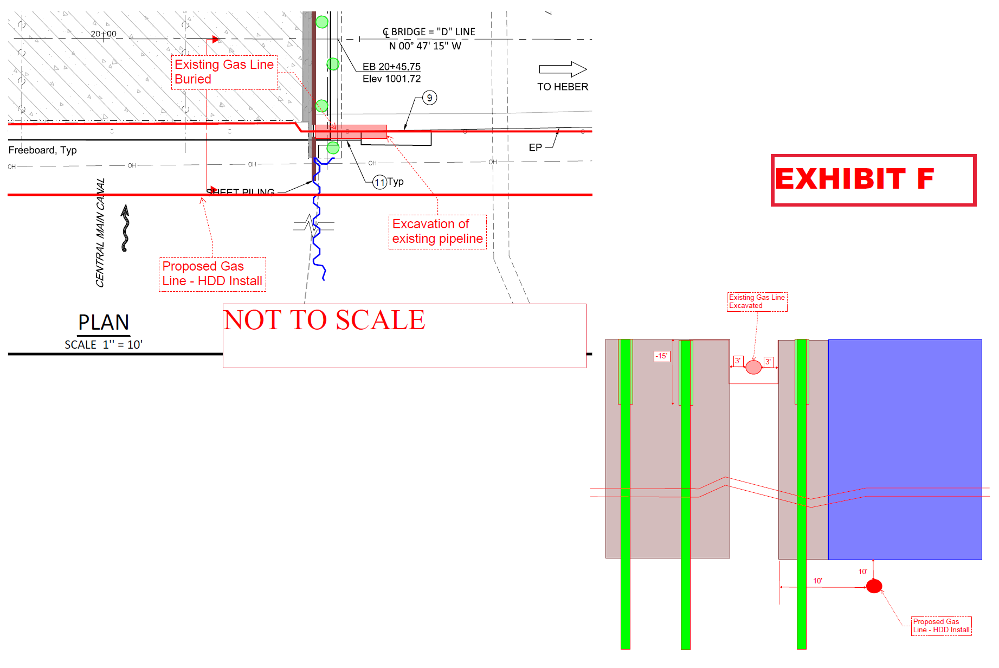 20+00
℄ BRIDGE = "D" LINE
N 00° 47' 15" W
Existing Gas Line
Buried
EB 20+45.75
Elev 1001.72
TO HEBER
9
EP
Freeboard, Typ
OH
OH
OH
OH
OH
11 Typ
SHEET PILING
CENTRAL MAIN CANAL
Excavation of
existing pipeline
Proposed Gas
Line - HDD Install
PLAN
SCALE 1" = 10'
NOT TO SCALE
EXHIBIT F
Existing Gas Line
Excavated
-15'
3'
3'
10'
10'
Proposed Gas
Line - HDD Install